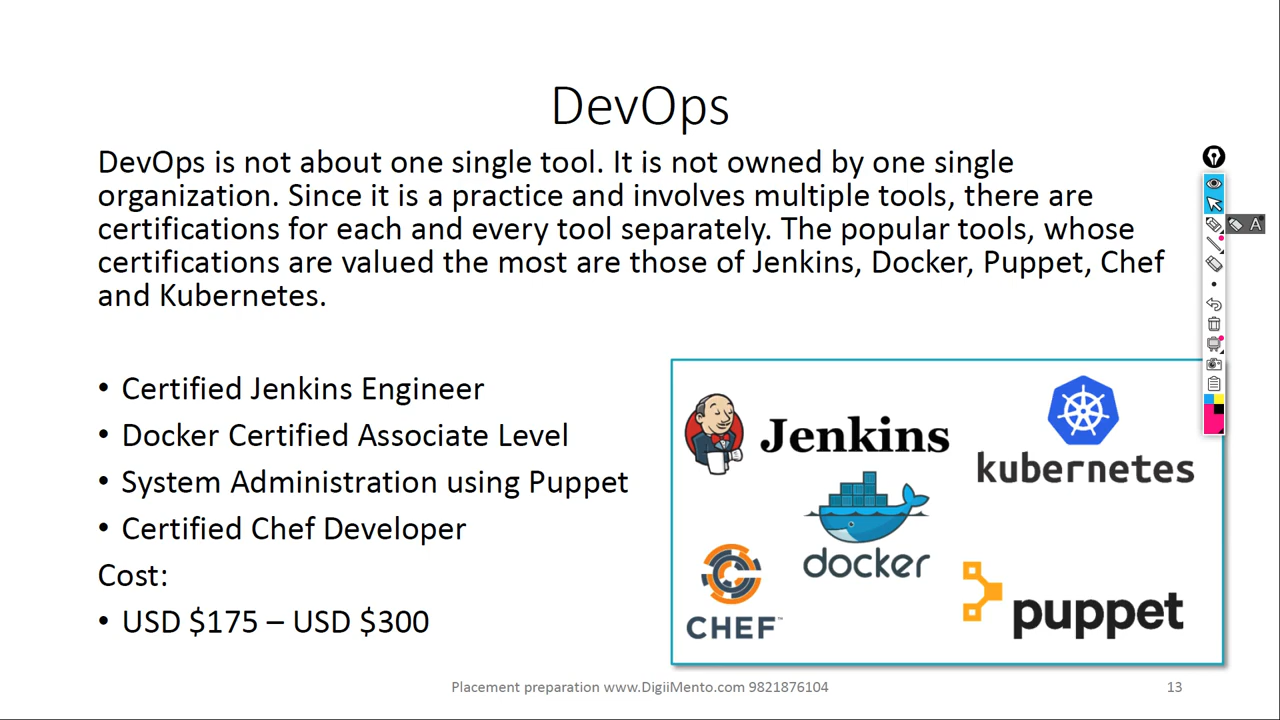 DevOps
DevOps is not about one single tool. It is not owned by one single
organization. Since it is a practice and involves multiple tools, there are
certifications for each and every tool separately. The popular tools, whose
certifications are valued the most are those of Jenkins, Docker, Puppet, Chef
and Kubernetes.
• Certified Jenkins Engineer
• Docker Certified Associate Level
• System Administration using Puppet
• Certified Chef Developer
Cost:
• USD $175 – USD $300
Jenkins
kubernetes
docker
CHEF™
puppet
Placement preparation www.DigiiMento.com 9821876104
13
A